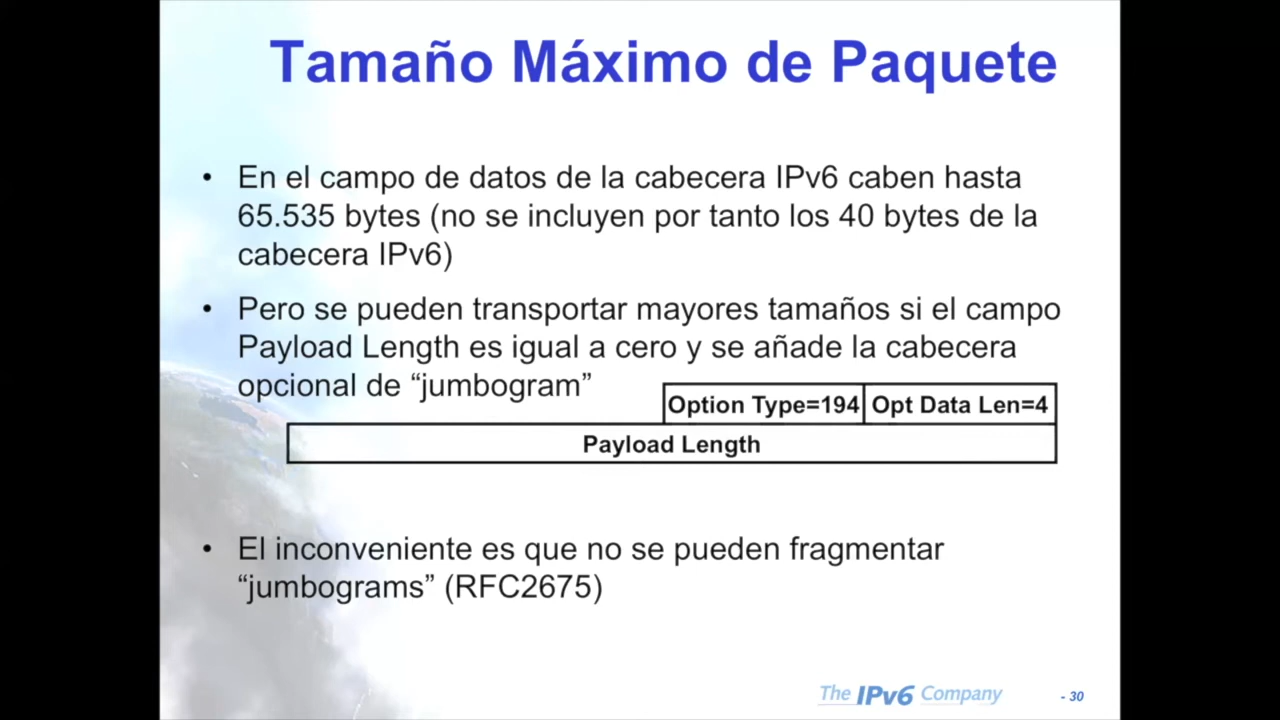 Tamaño Máximo de Paquete
• En el campo de datos de la cabecera IPv6 caben hasta
65.535 bytes (no se incluyen por tanto los 40 bytes de la
cabecera IPv6)
• Pero se pueden transportar mayores tamaños si el campo
Payload Length es igual a cero y se añade la cabecera
opcional de “jumbogram”
Option Type=194 Opt Data Len=4
Payload Length
• El inconveniente es que no se pueden fragmentar
“jumbograms” (RFC2675)
The IPv6 Company - 30